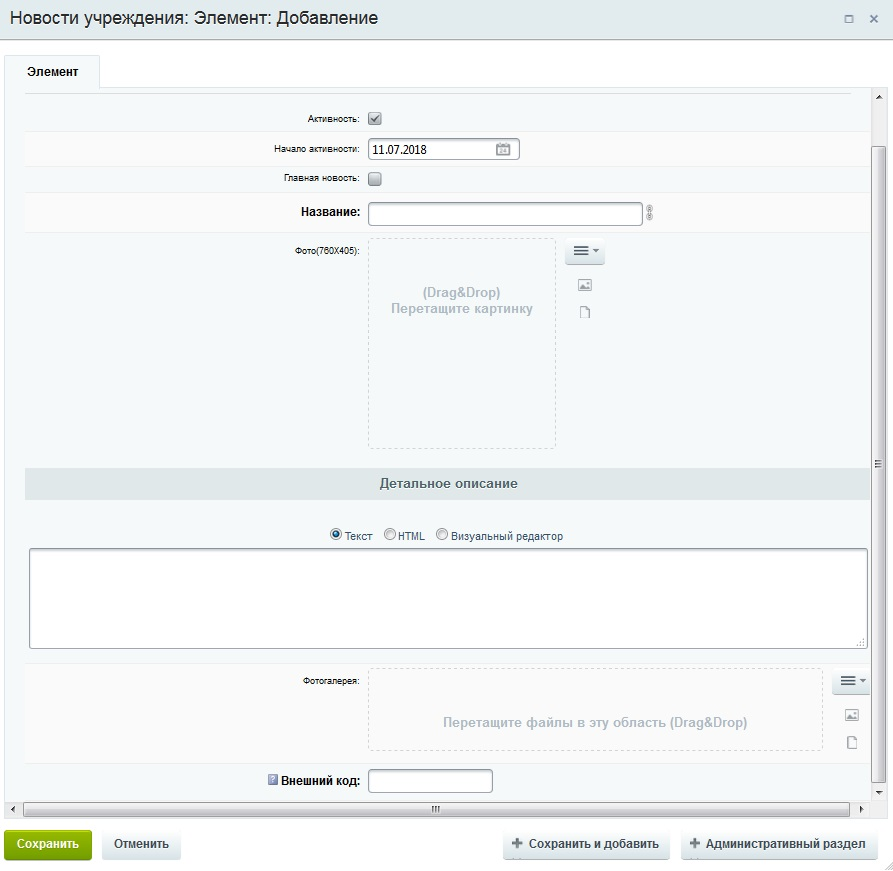 Новости учреждения: Элемент: Добавление
Элемент
Активность:
Начало активности: 11.07.2018
Главная новость:
Название:
Фото(760X405):
(Drag&Drop)
Перетащите картинку
Детальное описание
Текст HTML Визуальный редактор
Фотогалерея:
Перетащите файлы в эту область (Drag&Drop)
? Внешний код:
Сохранить Отменить + Сохранить и добавить + Административный раздел